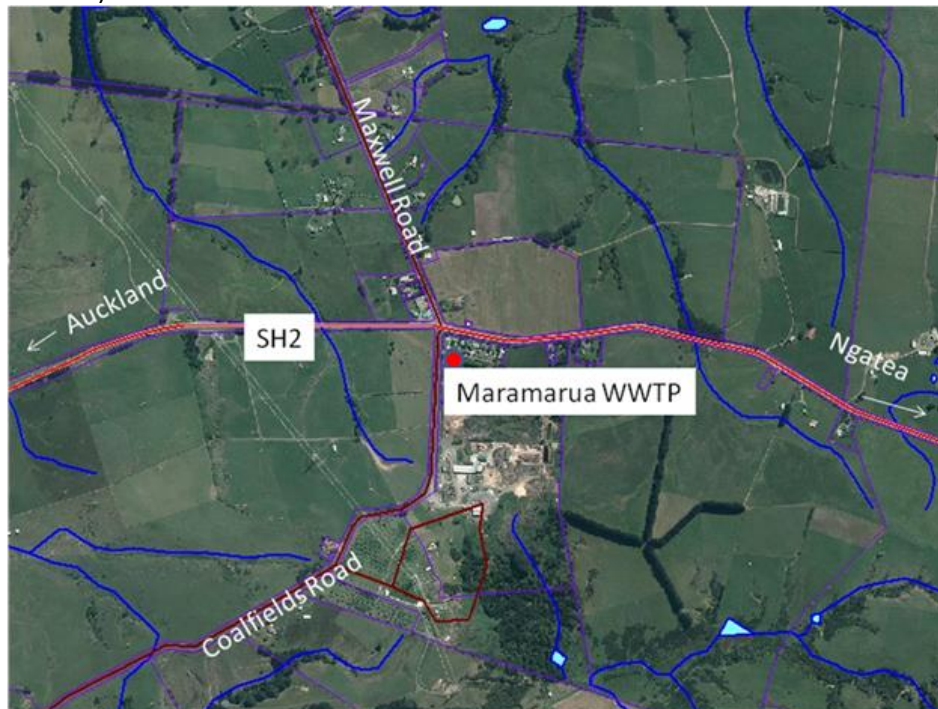 Maxwell Road
Auckland
SH2
Ngatea
Maramarua WWTP
Coalfields Road